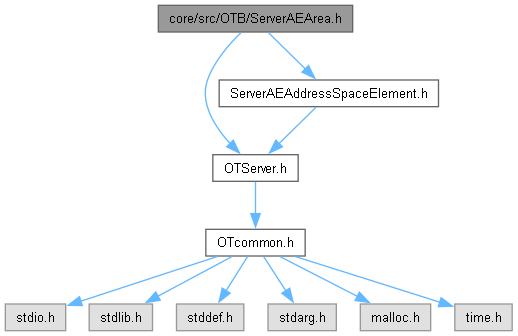 core/src/OTB/ServerAEArea.h
ServerAEAddressSpaceElement.h
OTServer.h
OTcommon.h
stdio.h
stdlib.h
stddef.h
stdarg.h
malloc.h
time.h